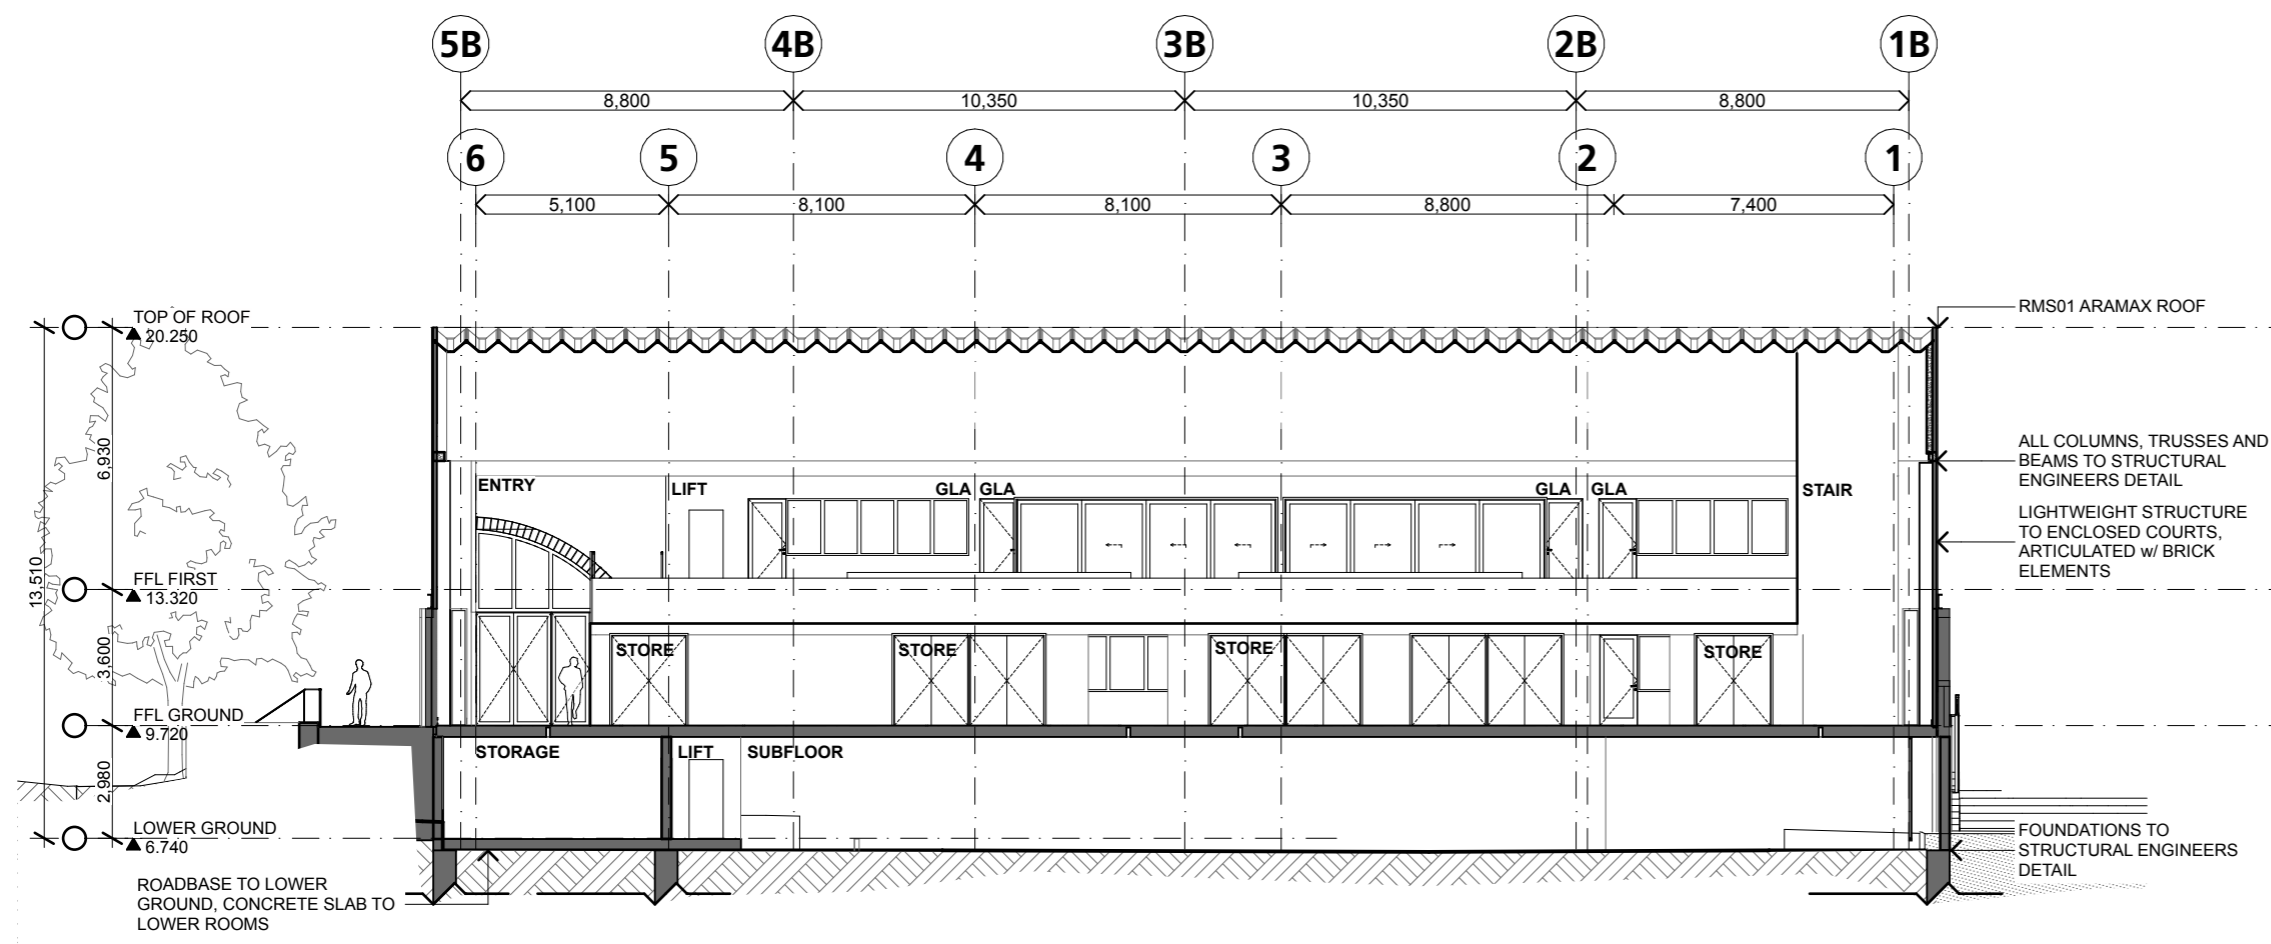 5B
4B
3B
2B
1B
8,800
10,350
10,350
8,800
6
5
4
3
2
1
5,100
8,100
8,100
8,800
7,400
TOP OF ROOF
20.250
RMS01 ARAMAX ROOF
6,930
13,510
ALL COLUMNS, TRUSSES AND
BEAMS TO STRUCTURAL
ENGINEERS DETAIL
ENTRY
LIFT
GLA
GLA
GLA
GLA
STAIR
LIGHTWEIGHT STRUCTURE
TO ENCLOSED COURTS,
ARTICULATED w/ BRICK
ELEMENTS
FFL FIRST
13.320
3,600
STORE
STORE
STORE
STORE
FFL GROUND
9.720
2,980
STORAGE
LIFT
SUBFLOOR
LOWER GROUND
6.740
FOUNDATIONS TO
STRUCTURAL ENGINEERS
DETAIL
ROADBASE TO LOWER
GROUND, CONCRETE SLAB TO
LOWER ROOMS